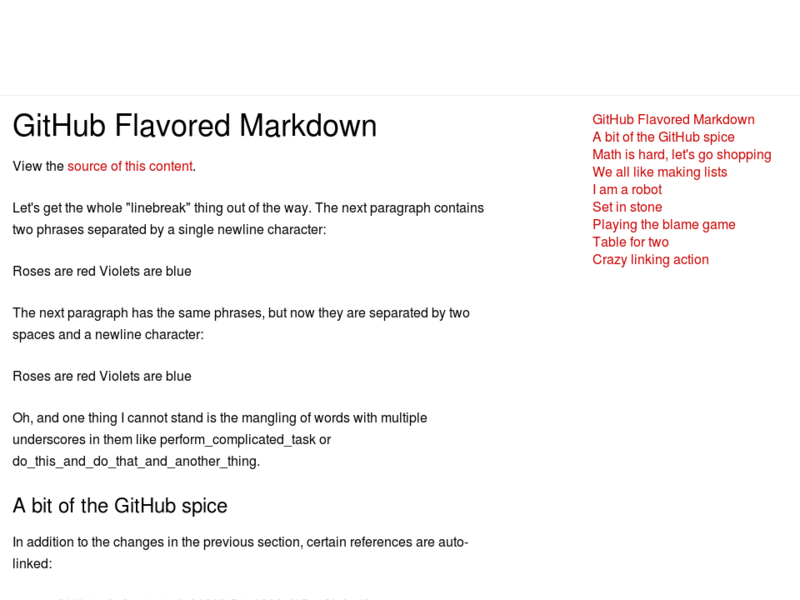 GitHub Flavored Markdown
View the source of this content.
Let's get the whole "linebreak" thing out of the way. The next paragraph contains
two phrases separated by a single newline character:
Roses are red Violets are blue
The next paragraph has the same phrases, but now they are separated by two
spaces and a newline character:
Roses are red Violets are blue
Oh, and one thing I cannot stand is the mangling of words with multiple
underscores in them like perform_complicated_task or
do_this_and_do_that_and_another_thing.
A bit of the GitHub spice
In addition to the changes in the previous section, certain references are auto-
linked:
GitHub Flavored Markdown
A bit of the GitHub spice
Math is hard, let's go shopping
We all like making lists
I am a robot
Set in stone
Playing the blame game
Table for two
Crazy linking action